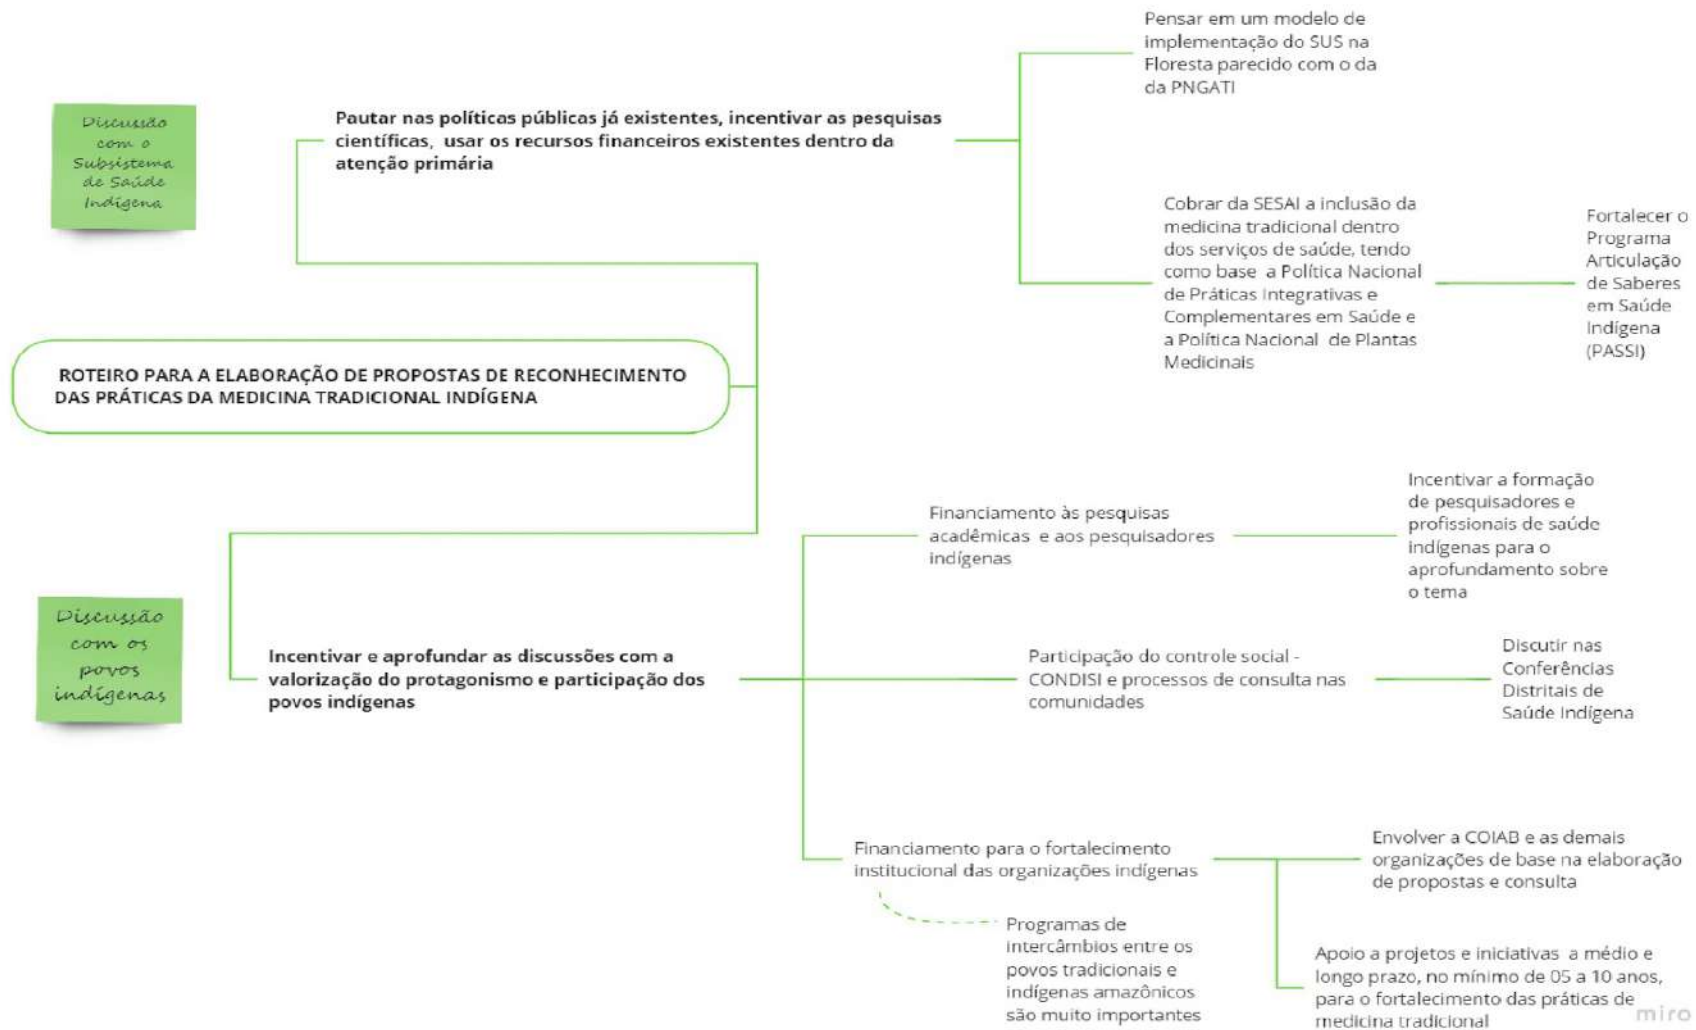 Pensar em um modelo de
implementação do SUS na
Floresta parecido com o da
da PNGATI
Discussão
com o
Subsistema
de Saúde
Indígena
Pautar nas políticas públicas já existentes, incentivar as pesquisas
científicas, usar os recursos financeiros existentes dentro da
atenção primária
Cobrar da SESAI a inclusão da
medicina tradicional dentro
dos serviços de saúde, tendo
como base a Política Nacional
de Práticas Integrativas e
Complementares em Saúde e
a Política Nacional de Plantas
Medicinais
Fortalecer o
Programa
Articulação
de Saberes
em Saúde
Indígena
(PASSI)
ROTEIRO PARA A ELABORAÇÃO DE PROPOSTAS DE RECONHECIMENTO
DAS PRÁTICAS DA MEDICINA TRADICIONAL INDÍGENA
Discussão
com os
povos
indígenas
Incentivar e aprofundar as discussões com a
valorização do protagonismo e participação dos
povos indígenas
Financiamento às pesquisas
acadêmicas e aos pesquisadores
indígenas
Incentivar a formação
de pesquisadores e
profissionais de saúde
indígenas para o
aprofundamento sobre
o tema
Participação do controle social -
CONDISI e processos de consulta nas
comunidades
Discutir nas
Conferências
Distritais de
Saúde Indígena
Financiamento para o fortalecimento
institucional das organizações indígenas
Programas de
intercâmbios entre os
povos tradicionais e
indígenas amazônicos
são muito importantes
Envolver a COIAB e as demais
organizações de base na elaboração
de propostas e consulta
Apoio a projetos e iniciativas a médio e
longo prazo, no mínimo de 05 a 10 anos,
para o fortalecimento das práticas de
medicina tradicional
miro